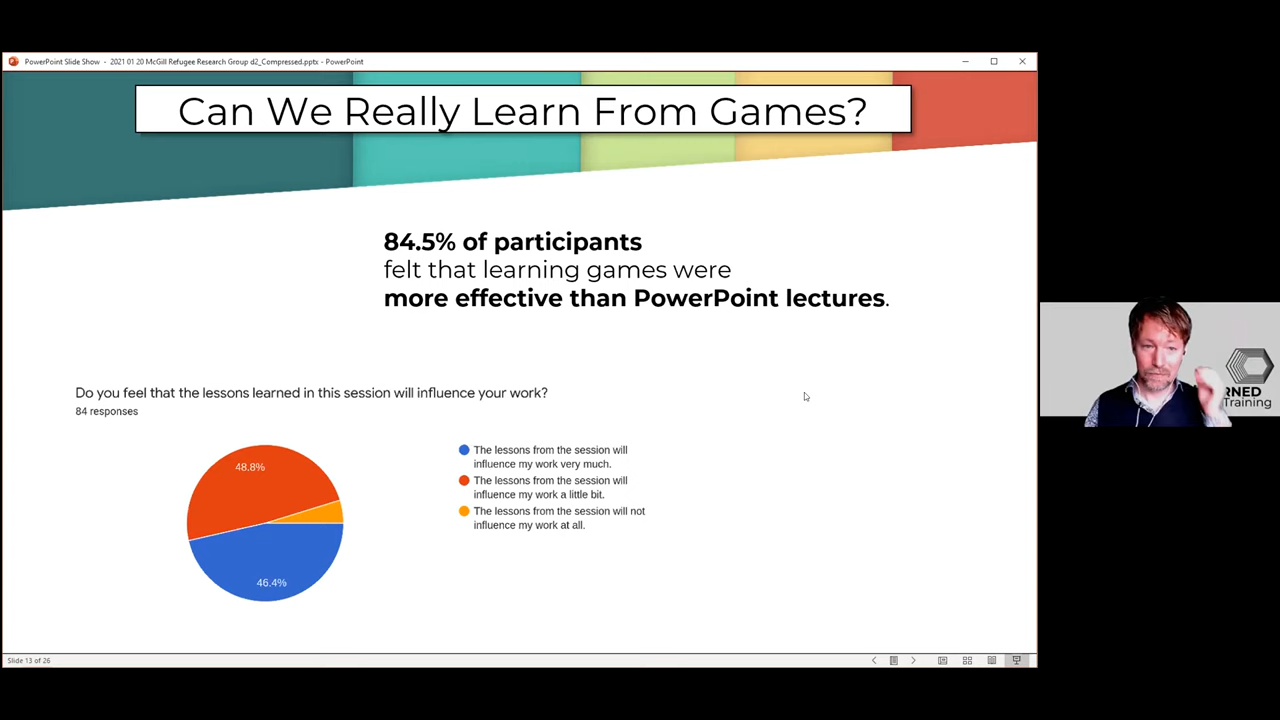 PowerPoint Slide Show - 2021 01 20 McGill Refugee Research Group d2_Compressed.pptx - PowerPoint
Can We Really Learn From Games?
84.5% of participants
felt that learning games were
more effective than PowerPoint lectures.
Do you feel that the lessons learned in this session will influence your work?
84 responses
48.8%
46.4%
The lessons from the session will
influence my work very much.
The lessons from the session will
influence my work a little bit.
The lessons from the session will not
influence my work at all.
RNED
Training
Slide 13 of 26